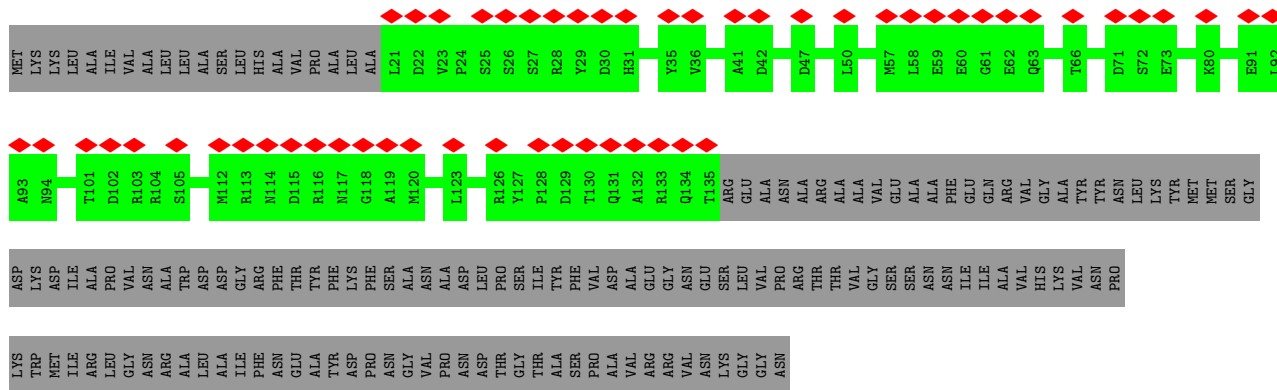 MET LYS LYS LEU ALA ILE VAL ALA LEU LEU ALA SER LEU HIS ALA VAL PRO ALA LEU ALA L21 D22 V23 P24 S25 S26 S27 R28 Y29 D30 H31 Y35 V36 A41 D42 D47 L50 M57 L58 E59 E60 G61 E62 Q63 T66 D71 S72 E73 K80 E91 L92
A93 N94 T101 D102 R103 R104 S105 M112 R113 N114 D115 R116 N117 G118 A119 M120 L123 R126 Y127 P128 D129 T130 Q131 A132 R133 Q134 T135 ARG GLU ALA ASN ALA ARG ALA ALA VAL GLU ALA ALA PHE GLU GLN ARG VAL GLY ALA TYR TYR ASN LEU LYS TYR MET MET SER GLY
ASP LYS ASP ILE ALA PRO VAL ASN ALA TRP ASP ASP GLY ARG PHE THR TYR PHE LYS PHE SER ALA ASN ALA ASP LEU PRO SER ILE TYR PHE VAL ASP ALA GLU GLY ASN GLU SER LEU VAL PRO ARG THR THR VAL GLY SER SER ASN ASN ILE ILE ALA VAL HIS LYS VAL ASN PRO
LYS TRP MET ILE ARG LEU GLY ASN ARG ALA LEU ALA ILE PHE ASN GLU ALA TYR ASP PRO ASN GLY VAL PRO ASN ASP THR GLY THR ALA SER PRO ALA VAL ARG ARG VAL ASN LYS GLY GLY ASN